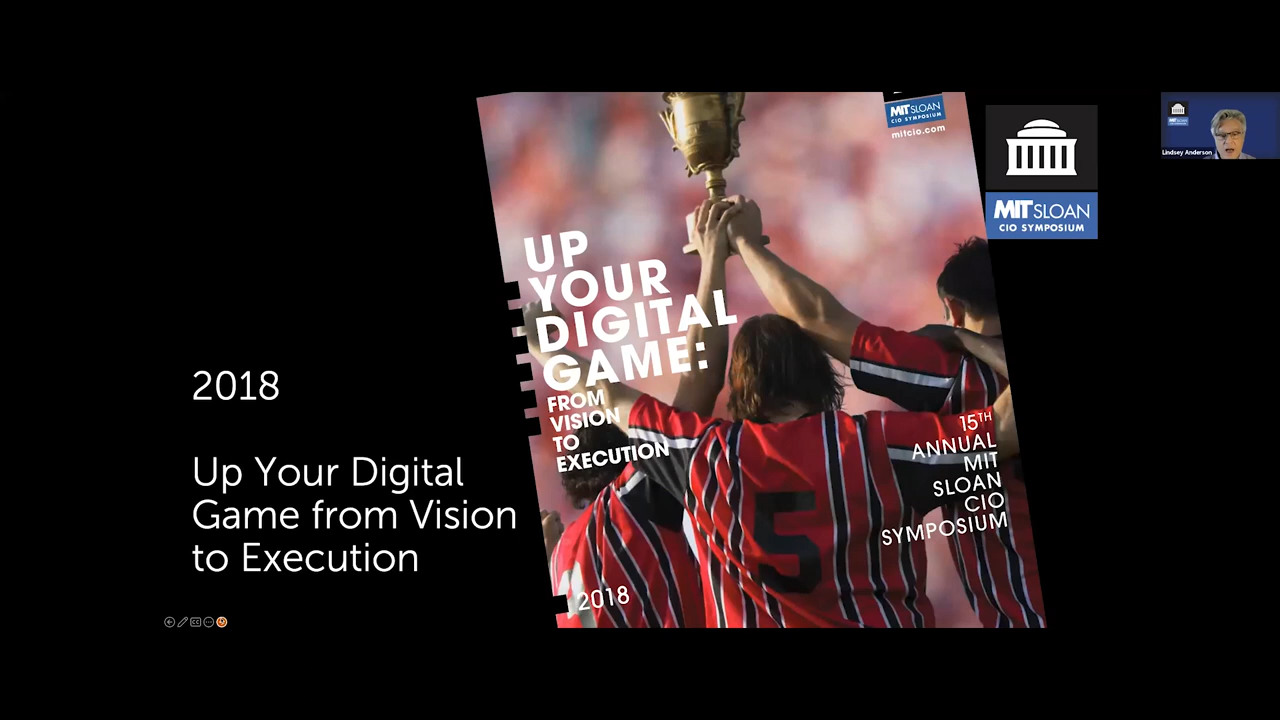 2018
Up Your Digital
Game from Vision
to Execution
MIT SLOAN
CIO SYMPOSIUM
mitcio.com
UP
YOUR
DIGITAL
GAME:
FROM
VISION
TO
EXECUTION
15TH
ANNUAL
MIT
SLOAN
CIO
SYMPOSIUM
5
2018
MIT SLOAN
CIO SYMPOSIUM
Lindsey Anderson
CC